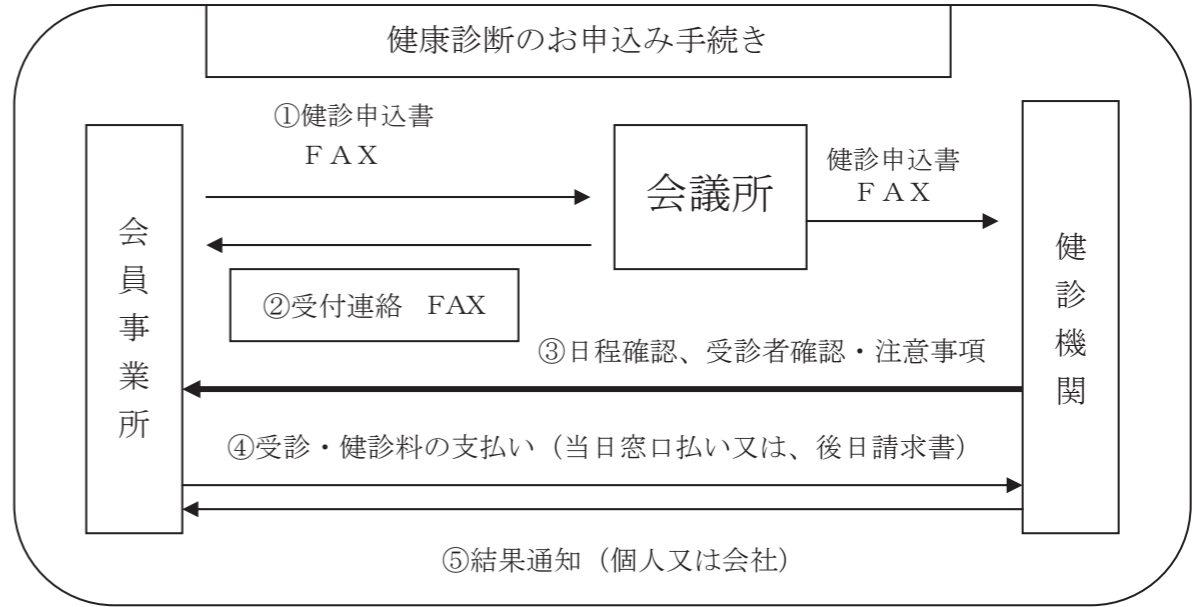 健康診断のお申込み手続き
①健診申込書
ＦＡＸ
会議所
健診申込書
ＦＡＸ
会員事業所
健診機関
②受付連絡　FAX
③日程確認、受診者確認・注意事項
④受診・健診料の支払い（当日窓口払い又は、後日請求書）
⑤結果通知（個人又は会社）